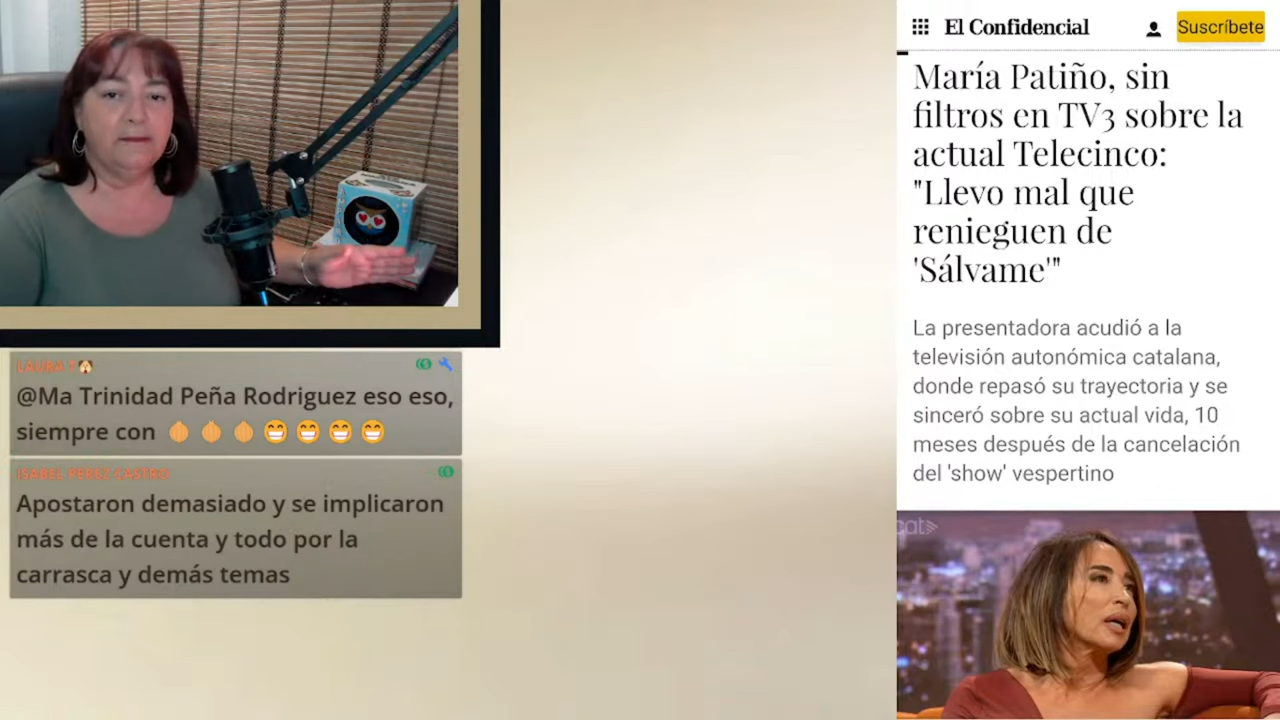 LAURA T
@Ma Trinidad Peña Rodriguez eso eso,
siempre con
ISABEL PEREZ CASTRO
Apostaron demasiado y se implicaron
más de la cuenta y todo por la
carrasca y demás temas
El Confidencial
Suscríbete
María Patiño, sin
filtros en TV3 sobre la
actual Telecinco:
"Llevo mal que
renieguen de
'Sálvame'"
La presentadora acudió a la
televisión autonómica catalana,
donde repasó su trayectoria y se
sinceró sobre su actual vida, 10
meses después de la cancelación
del 'show' vespertino
cat